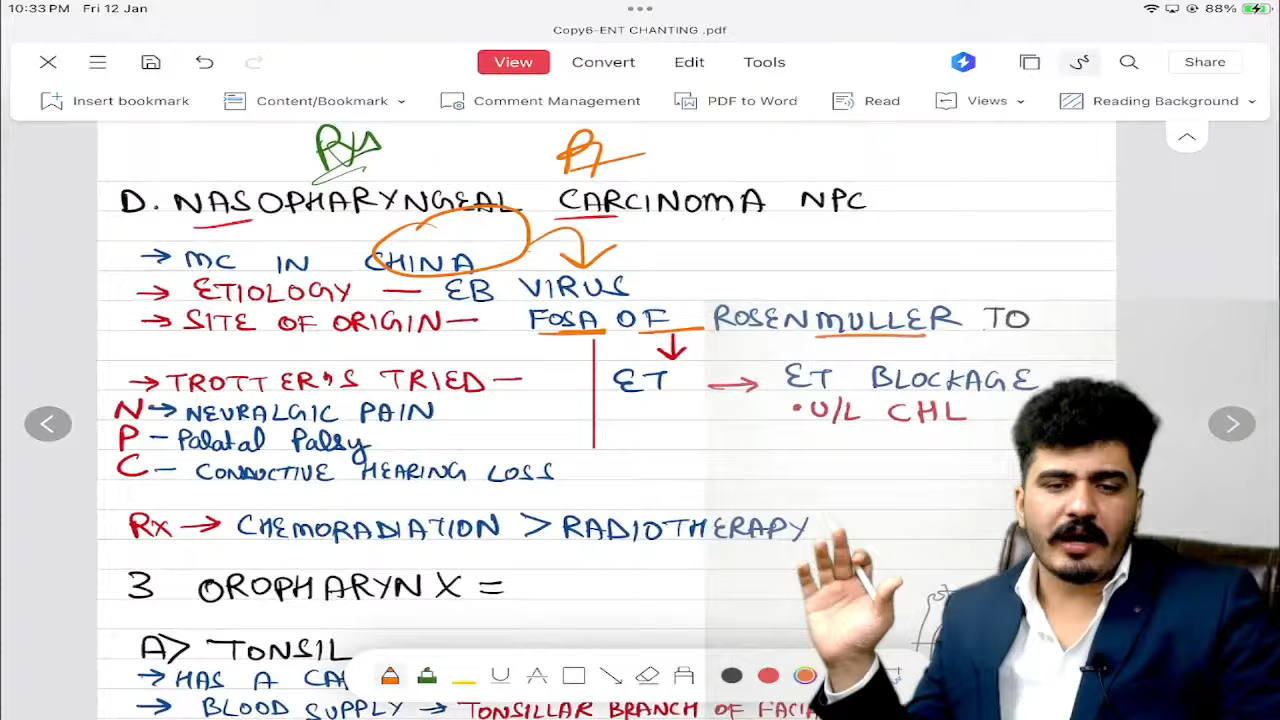 10:33 PM Fri 12 Jan 88%
Copy6-ENT CHANTING .pdf
View Convert Edit Tools Share
Insert bookmark Content/Bookmark Comment Management PDF to Word Read Views Reading Background
D. NASOPHARYNGEAL CARCINOMA NPC
→ MC IN CHINA
→ ETIOLOGY — EB VIRUS
→ SITE OF ORIGIN — FOSA OF ROSENMULLER TO
→ TROTTER'S TRIED — ET → ET BLOCKAGE
N → NEURALGIC PAIN • U/L CHL
P - Palatal Palsy
C - CONDUCTIVE HEARING LOSS
Rx → CHEMORADIATION > RADIOTHERAPY
3 OROPHARYNX =
A> TONSIL
→ HAS A
→ BLOOD SUPPLY → TONSILLAR BRANCH OF